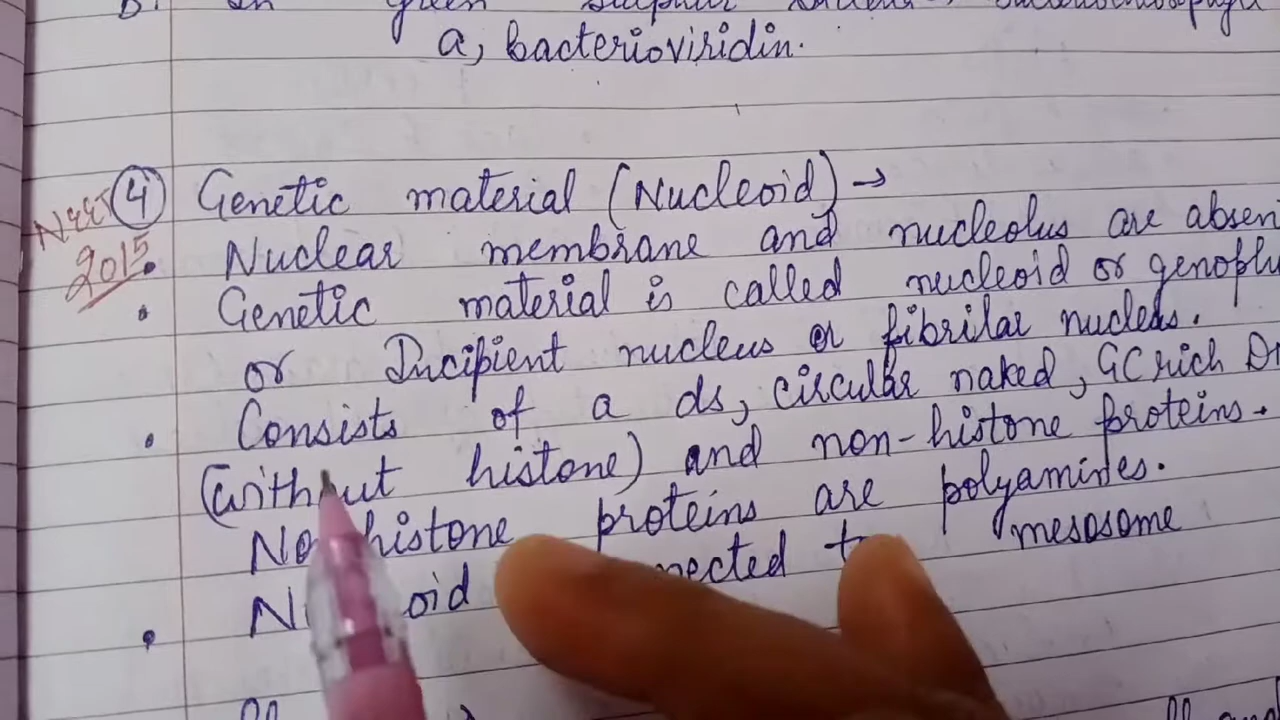 green
a, bacterioviridin.
NEET 2015
④ Genetic material (Nucleoid) →
• Nuclear membrane and nucleolus are absen
• Genetic material is called nucleoid or genoph
or Incipient nucleus or fibrilar nucleus.
• Consists of a ds, circular naked, GC rich D
(without histone) and non-histone proteins.
histone proteins are polyamines.
• mesosome